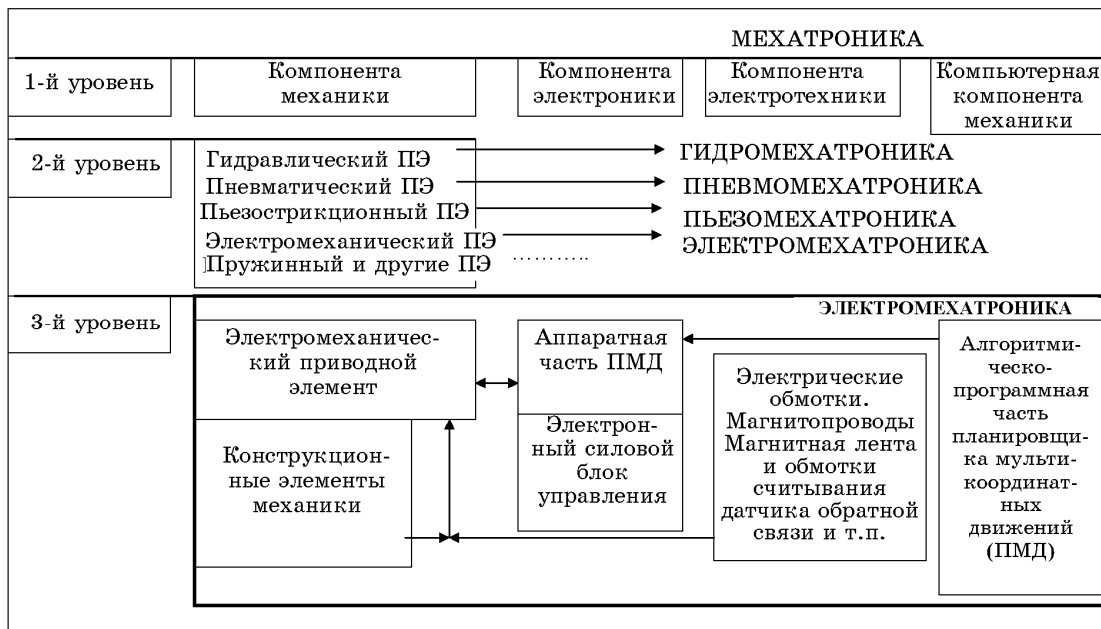 МЕХАТРОНИКА
1-й уровень
Компонента
механики
Компонента
электроники
Компонента
электротехники
Компьютерная
компонента
механики
2-й уровень
Гидравлический ПЭ
ГИДРОМЕХАТРОНИКА
Пневматический ПЭ
ПНЕВМОМЕХАТРОНИКА
Пьезострикционный ПЭ
ПЬЕЗОМЕХАТРОНИКА
Электромеханический ПЭ
ЭЛЕКТРОМЕХАТРОНИКА
Пружинный и другие ПЭ
………..
3-й уровень
ЭЛЕКТРОМЕХАТРОНИКА
Электромеханичес-
кий приводной
элемент
Конструкцион-
ные элементы
механики
Аппаратная
часть ПМД
Электрон-
ный силовой
блок
управления
Электрические
обмотки.
Магнитопроводы
Магнитная лента
и обмотки
считывания
датчика обратной
связи и т.п.
Алгоритми-
ческо-
программная
часть
планировщи-
ка мульти-
координат-
ных
движений
(ПМД)